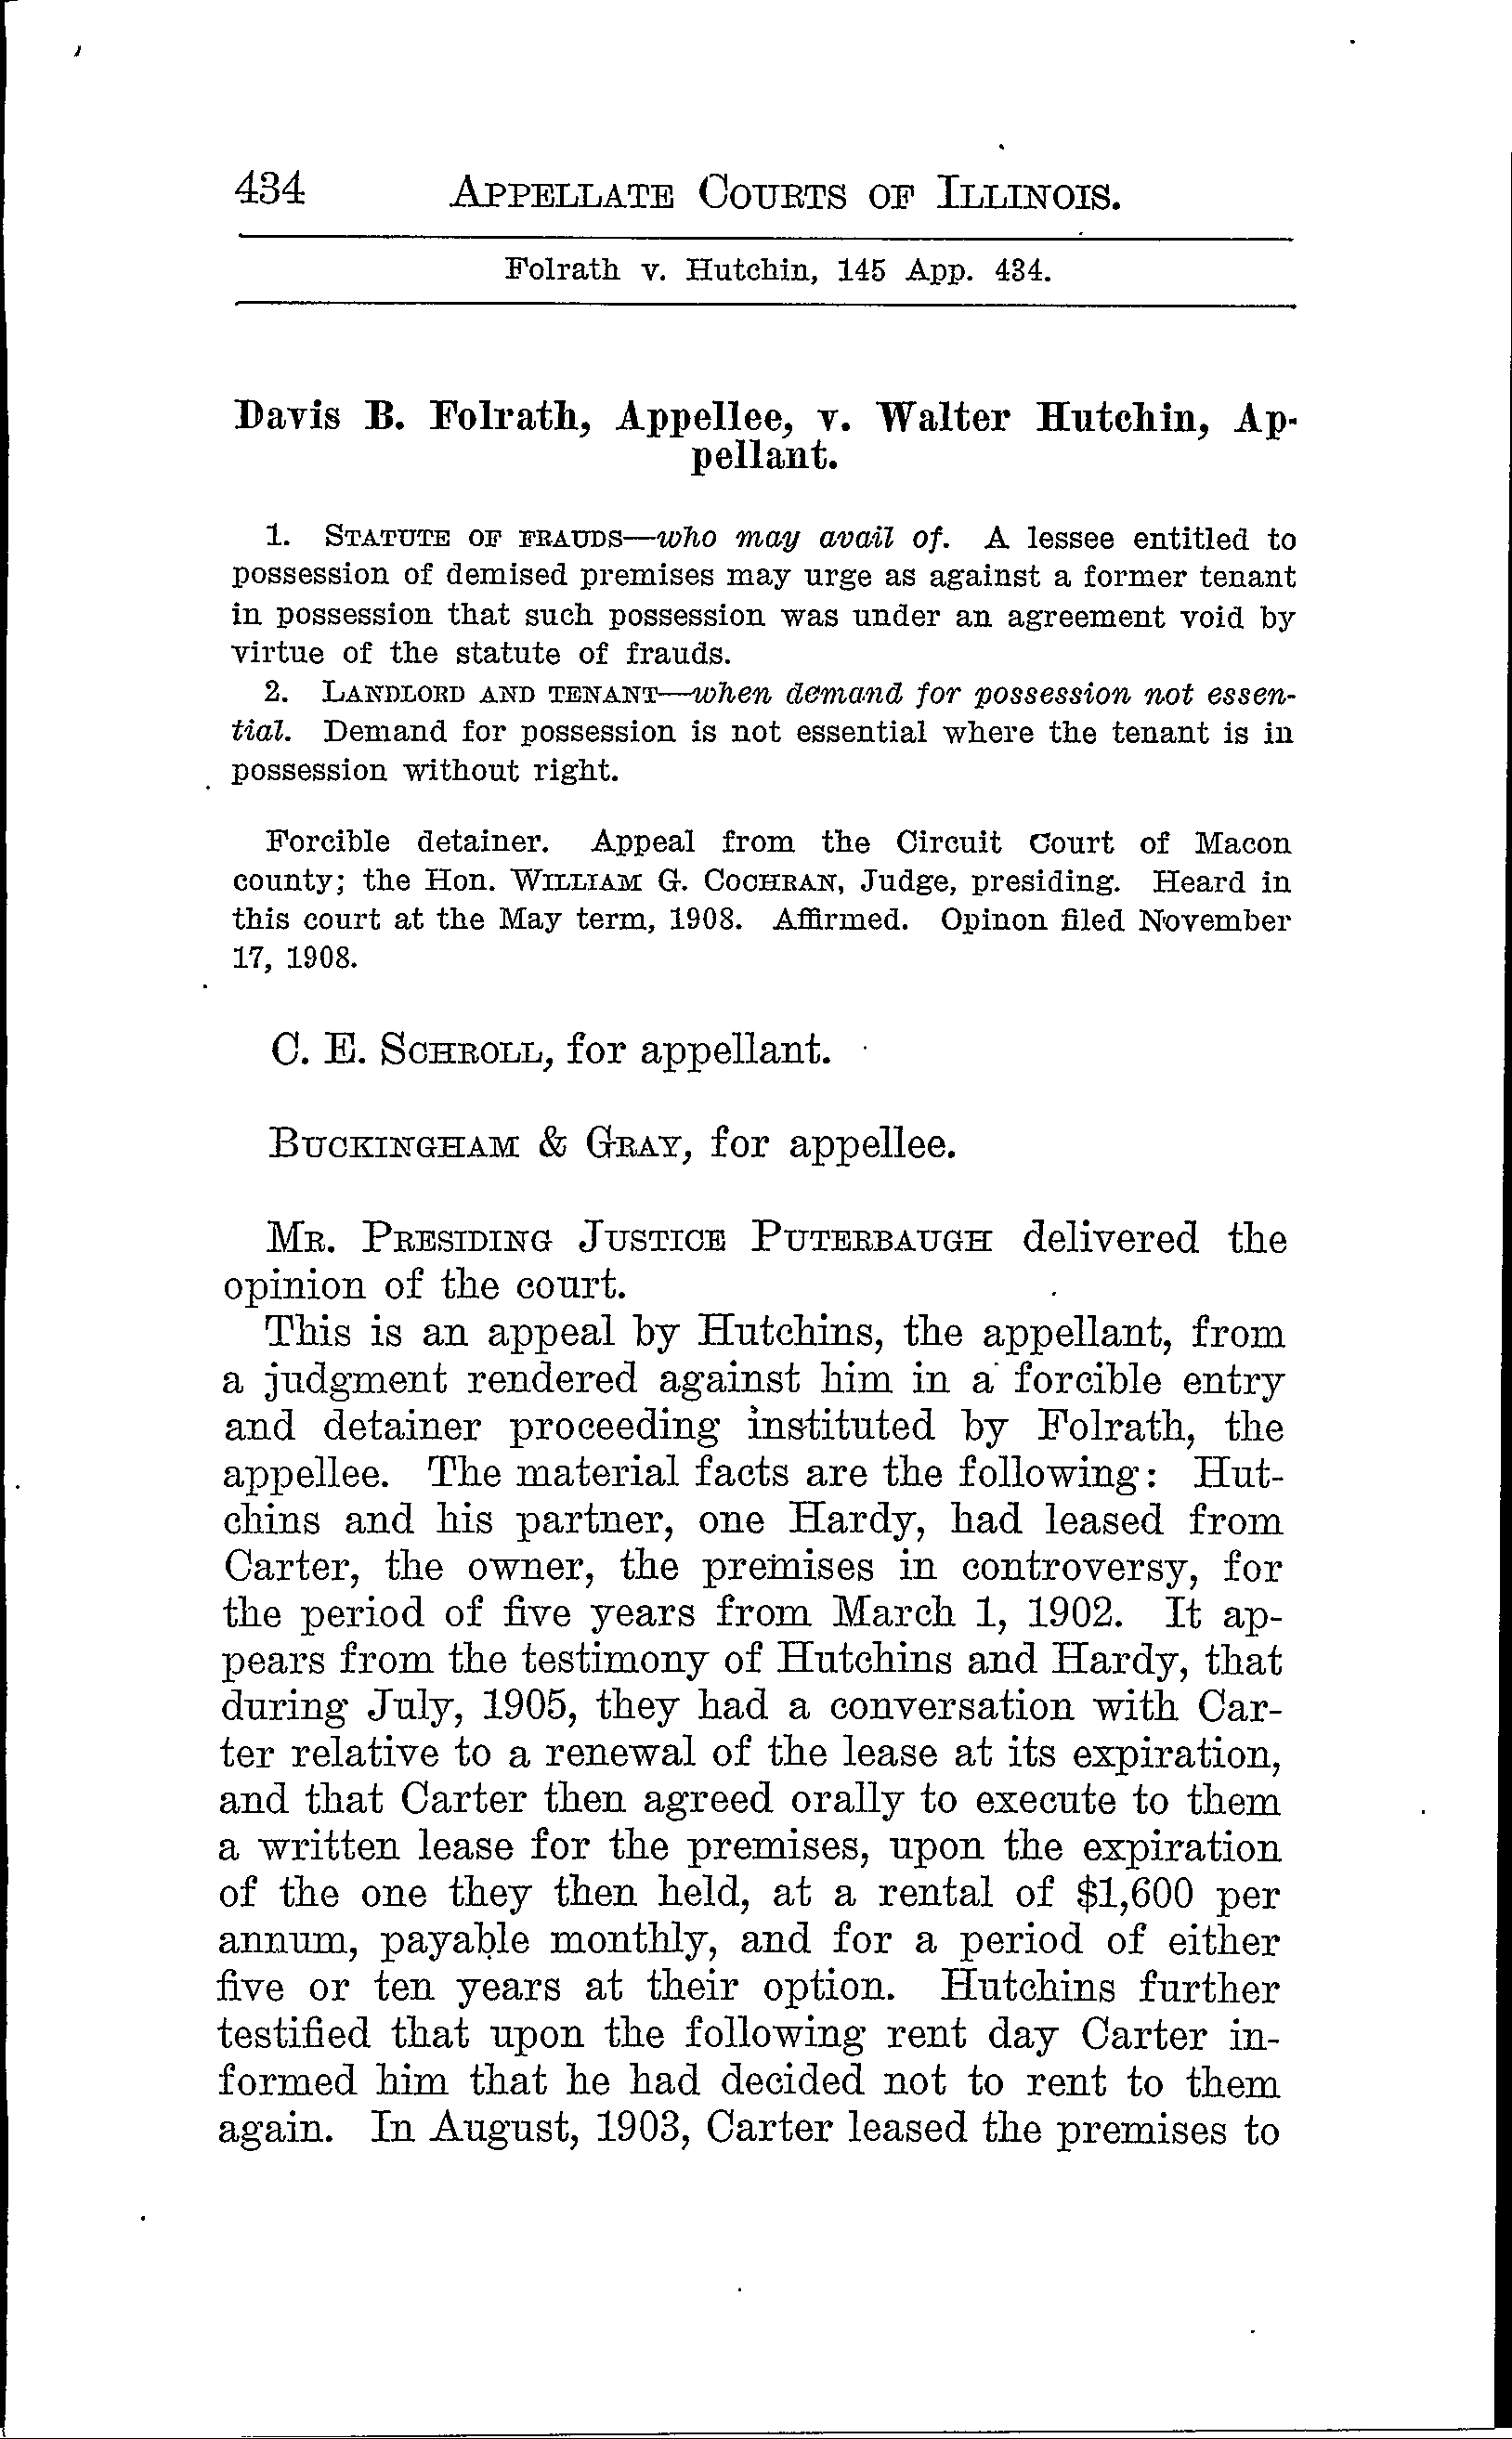 434 APPELLATE COURTS OF ILLINOIS.
Folrath v. Hutchin, 145 App. 434.
Davis B. Folrath, Appellee, v. Walter Hutchin, Ap-
pellant.
1. STATUTE OF FRAUDS—who may avail of. A lessee entitled to
possession of demised premises may urge as against a former tenant
in possession that such possession was under an agreement void by
virtue of the statute of frauds.
2. LANDLORD AND TENANT—when demand for possession not essen-
tial. Demand for possession is not essential where the tenant is in
possession without right.
Forcible detainer. Appeal from the Circuit Court of Macon
county; the Hon. WILLIAM G. COCHRAN, Judge, presiding. Heard in
this court at the May term, 1908. Affirmed. Opinon filed November
17, 1908.
C. E. SCHROLL, for appellant.
BUCKINGHAM & GRAY, for appellee.
MR. PRESIDING JUSTICE PUTERBAUGH delivered the
opinion of the court.
This is an appeal by Hutchins, the appellant, from
a judgment rendered against him in a forcible entry
and detainer proceeding instituted by Folrath, the
appellee. The material facts are the following: Hut-
chins and his partner, one Hardy, had leased from
Carter, the owner, the premises in controversy, for
the period of five years from March 1, 1902. It ap-
pears from the testimony of Hutchins and Hardy, that
during July, 1905, they had a conversation with Car-
ter relative to a renewal of the lease at its expiration,
and that Carter then agreed orally to execute to them
a written lease for the premises, upon the expiration
of the one they then held, at a rental of $1,600 per
annum, payable monthly, and for a period of either
five or ten years at their option. Hutchins further
testified that upon the following rent day Carter in-
formed him that he had decided not to rent to them
again. In August, 1903, Carter leased the premises to